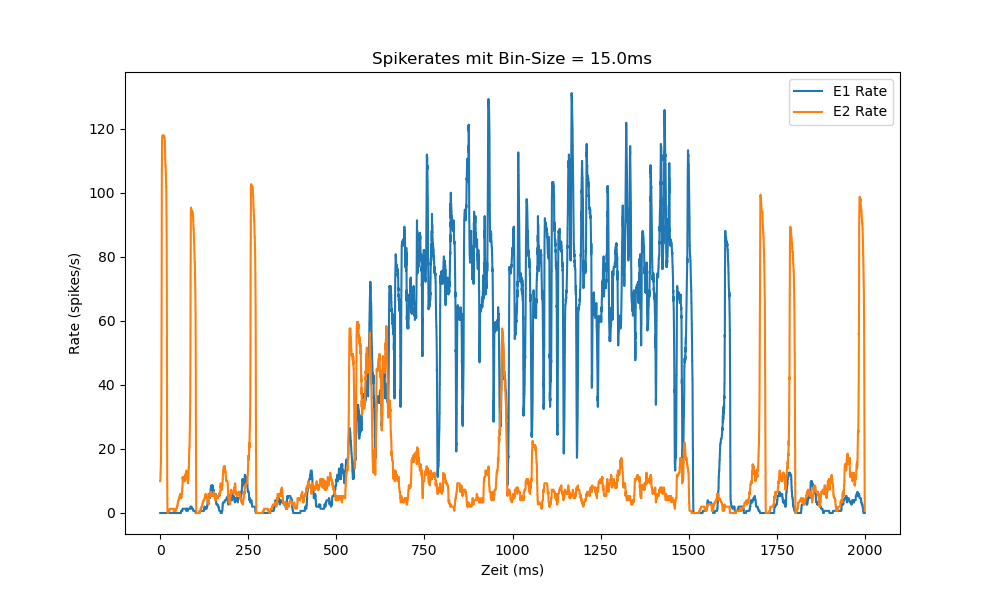 Spikerates mit Bin-Size = 15.0ms
E1 Rate
E2 Rate
Rate (spikes/s)
120
100
80
60
40
20
0
0 250 500 750 1000 1250 1500 1750 2000
Zeit (ms)